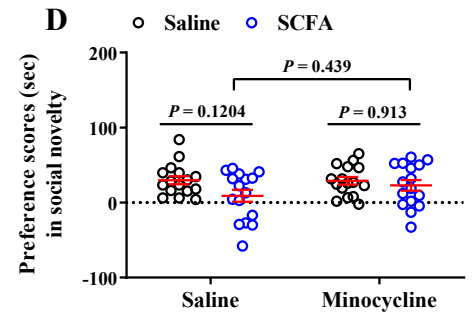 D
Saline SCFA
Preference scores (sec)
in social novelty
200
100
0
-100
P = 0.439
P = 0.1204
P = 0.913
Saline Minocycline